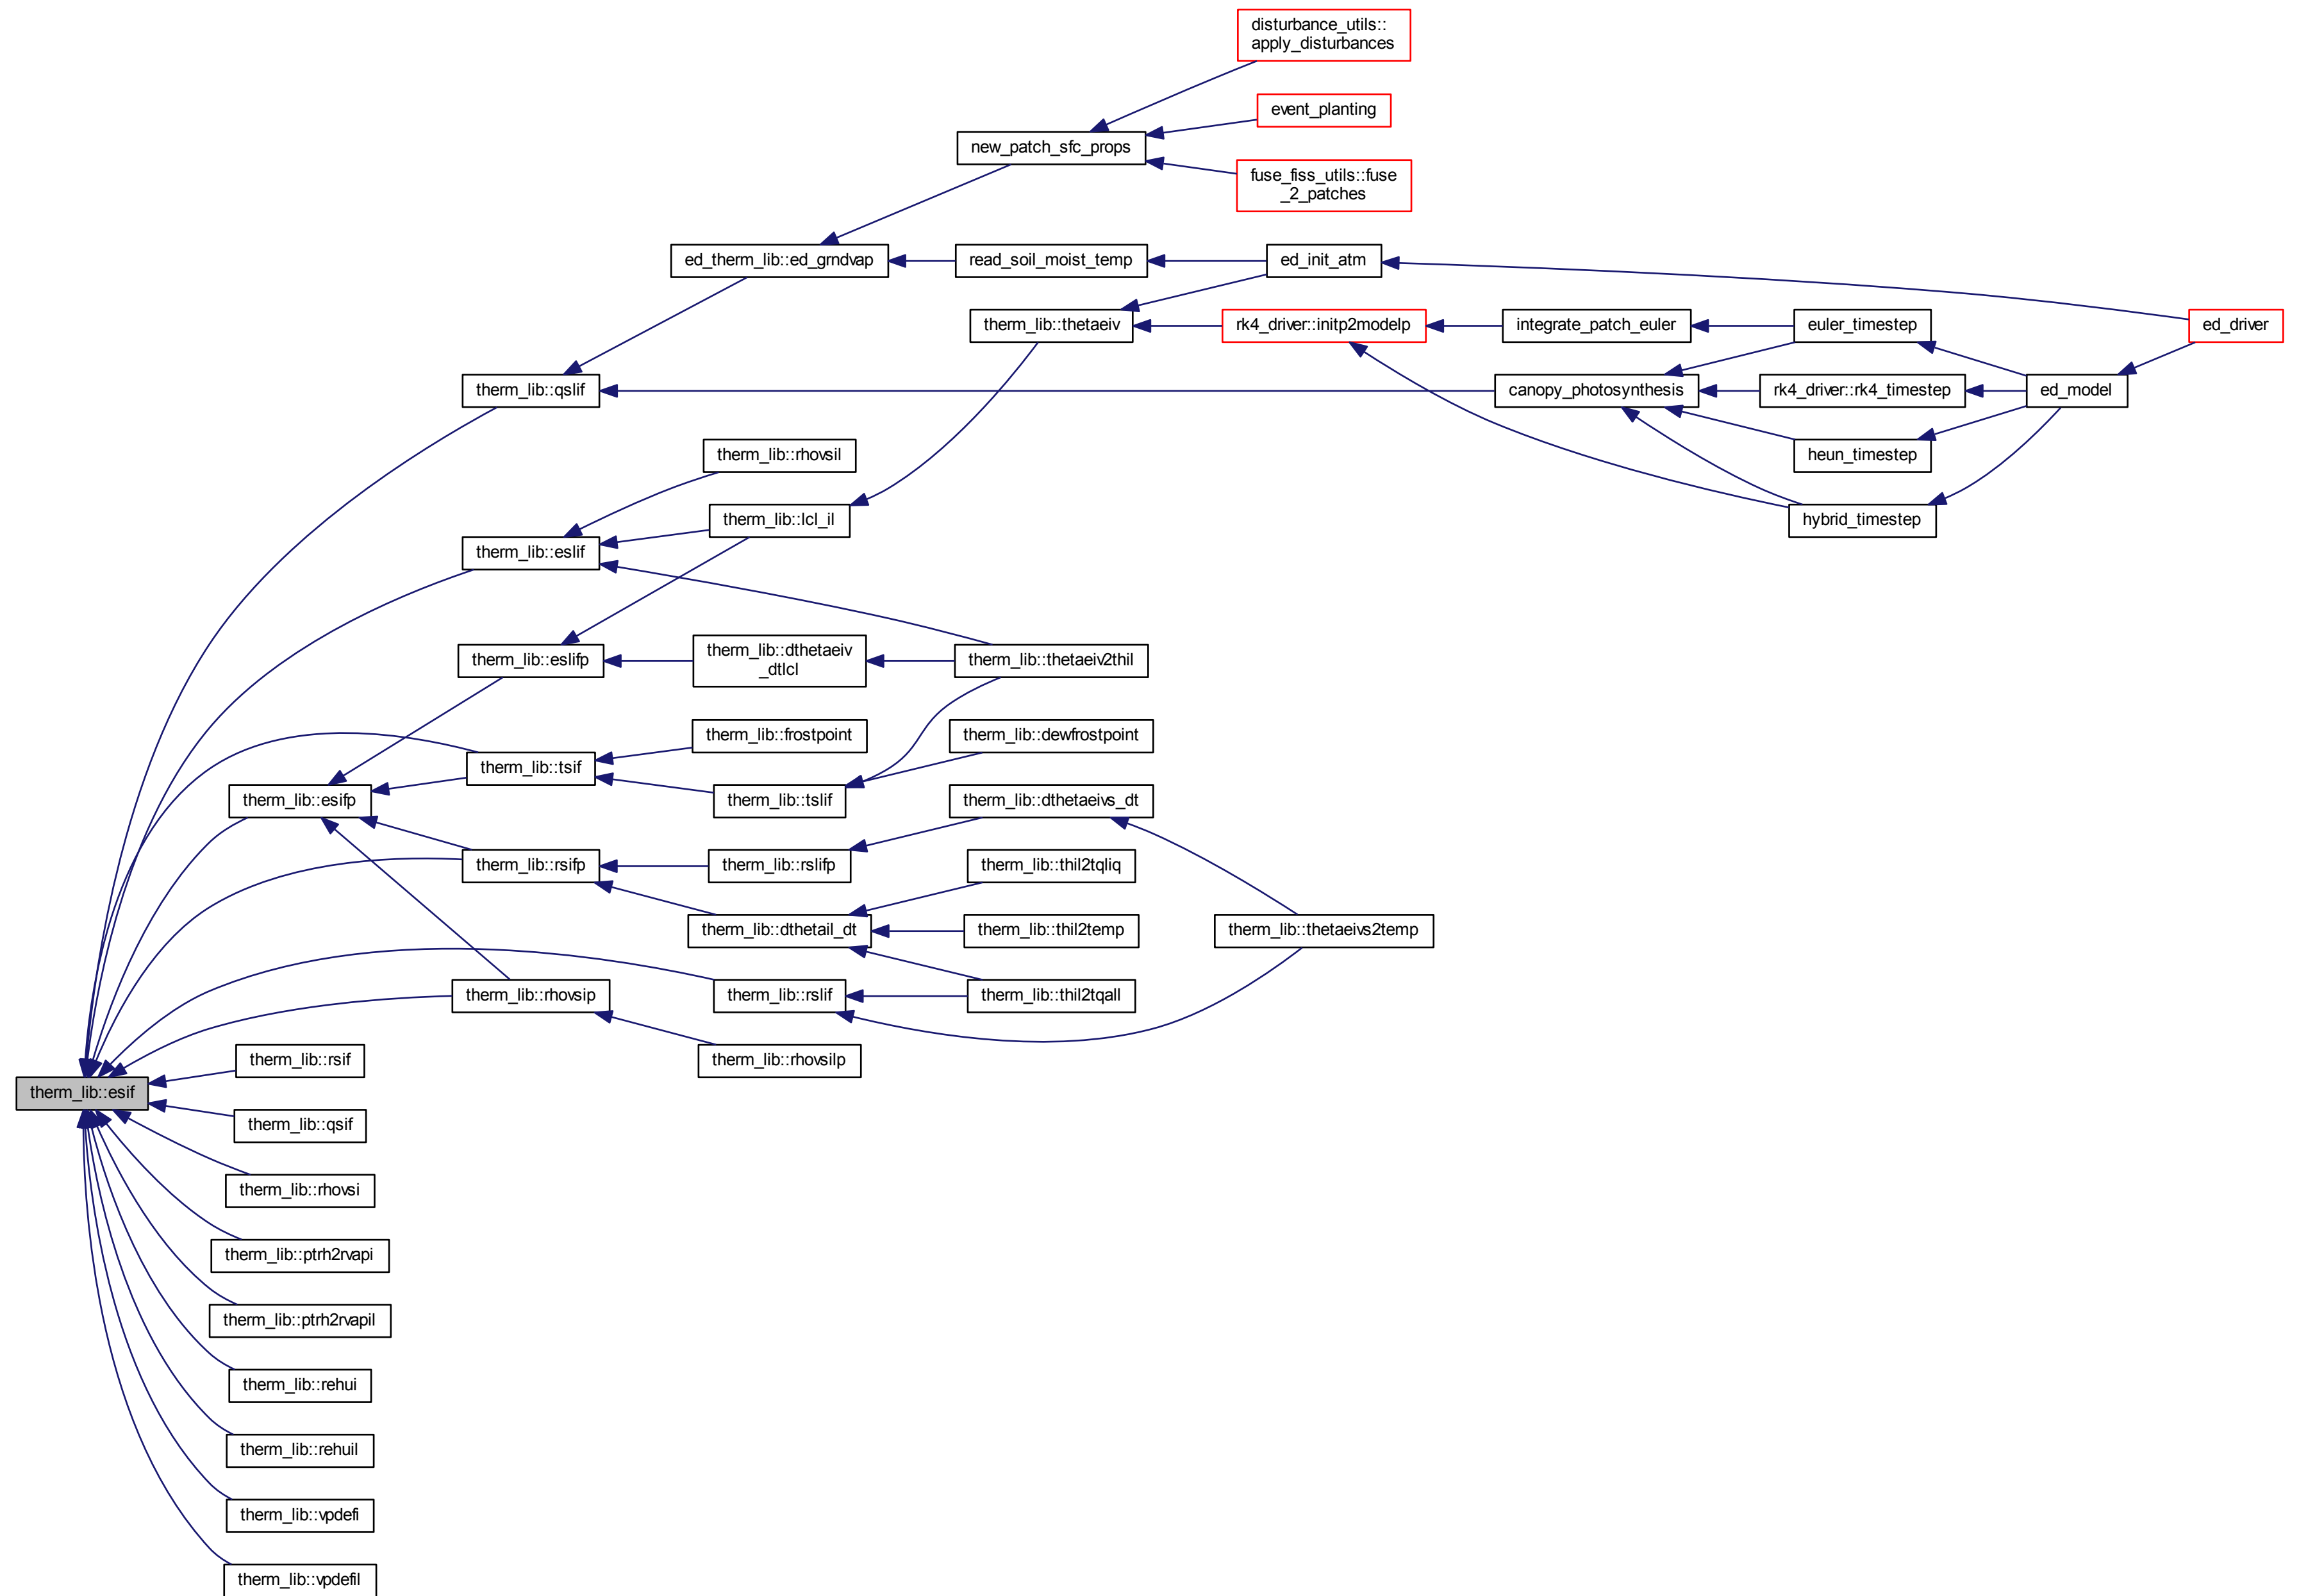 disturbance_utils::
apply_disturbances
event_planting
new_patch_sfc_props
fuse_fiss_utils::fuse
_2_patches
ed_therm_lib::ed_grndvap
read_soil_moist_temp
ed_init_atm
therm_lib::thetaeiv
rk4_driver::initp2modelp
integrate_patch_euler
euler_timestep
ed_driver
therm_lib::qslif
canopy_photosynthesis
rk4_driver::rk4_timestep
ed_model
therm_lib::rhovsil
heun_timestep
therm_lib::lcl_il
hybrid_timestep
therm_lib::eslif
therm_lib::eslifp
therm_lib::dthetaeiv
_dtlcl
therm_lib::thetaeiv2thil
therm_lib::frostpoint
therm_lib::dewfrostpoint
therm_lib::tsif
therm_lib::esifp
therm_lib::tslif
therm_lib::dthetaeivs_dt
therm_lib::rsifp
therm_lib::rslifp
therm_lib::thil2tqliq
therm_lib::dthetail_dt
therm_lib::thil2temp
therm_lib::thetaeivs2temp
therm_lib::rhovsip
therm_lib::rslif
therm_lib::thil2tqall
therm_lib::rsif
therm_lib::rhovsilp
therm_lib::esif
therm_lib::qsif
therm_lib::rhovsi
therm_lib::ptrh2rvapi
therm_lib::ptrh2rvapil
therm_lib::rehui
therm_lib::rehuil
therm_lib::vpdefi
therm_lib::vpdefil